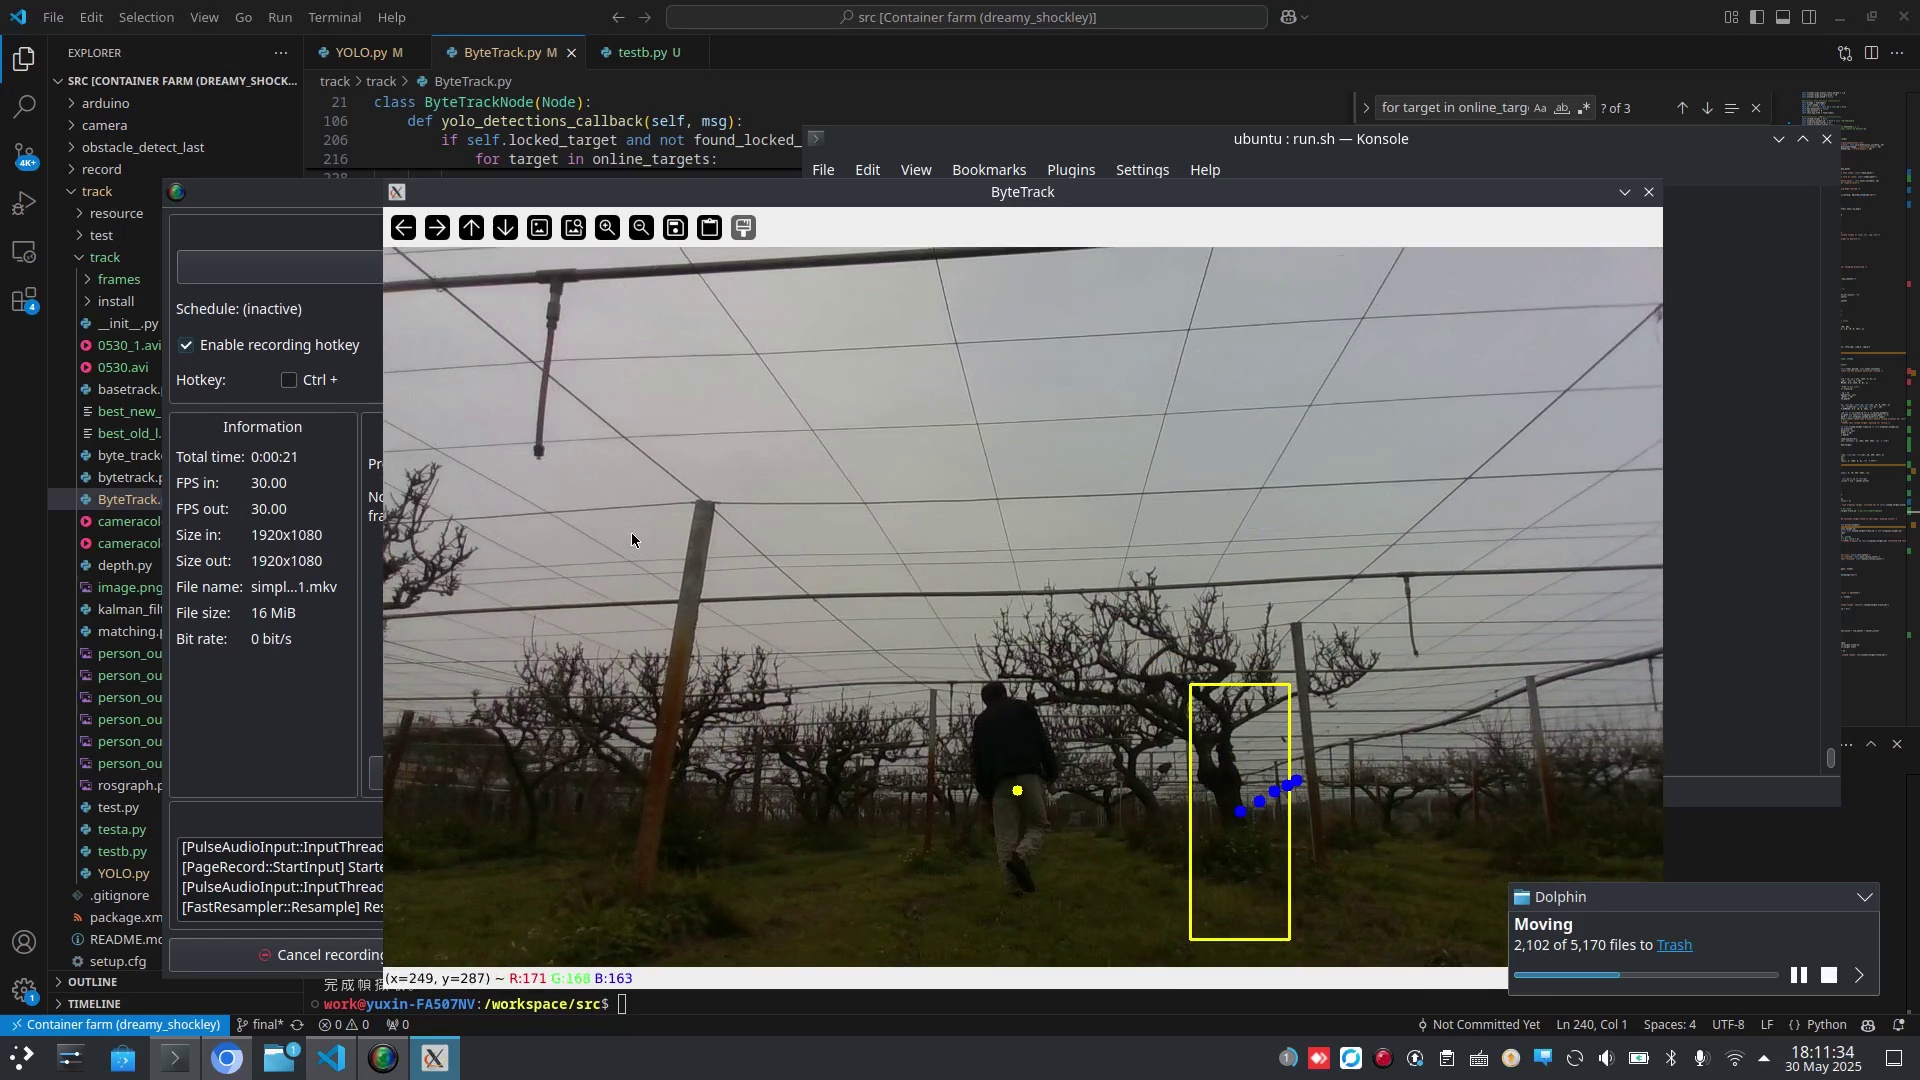 File Edit Selection View Go Run Terminal Help
src [Container farm (dreamy_shockley)]
EXPLORER
YOLO.py M
ByteTrack.py M
testb.py U
SRC [CONTAINER FARM (DREAMY_SHOCK...
track > track > ByteTrack.py
21 class ByteTrackNode(Node):
106 def yolo_detections_callback(self, msg):
206 if self.locked_target and not found_locked_
216 for target in online_targets:
for target in online_targ
Aa ab
? of 3
ubuntu : run.sh — Konsole
File Edit View Bookmarks Plugins Settings Help
arduino
camera
obstacle_detect_last
record
track
resource
test
track
frames
install
__init__.py
0530_1.avi
0530.avi
basetrack.
best_new_
best_old_l.
byte_track
bytetrack.p
ByteTrack.
cameracol
cameracol
depth.py
image.png
kalman_filt
matching.p
person_ou
person_ou
person_ou
person_ou
person_ou
person_ou
rosgraph.p
test.py
testa.py
testb.py
YOLO.py
.gitignore
package.xm
README.md
setup.cfg
OUTLINE
TIMELINE
4K+
4
1
Schedule: (inactive)
Enable recording hotkey
Hotkey: Ctrl +
Information
Total time: 0:00:21
FPS in: 30.00
FPS out: 30.00
Size in: 1920x1080
Size out: 1920x1080
File name: simpl...1.mkv
File size: 16 MiB
Bit rate: 0 bit/s
Pr
No
fra
[PulseAudioInput::InputThread
[PageRecord::StartInput] Starte
[PulseAudioInput::InputThread
[FastResampler::Resample] Res
Cancel recording
ByteTrack
(x=249, y=287) ~ R:171 G:168 B:163
work@yuxin-FA507NV:/workspace/src$
Dolphin
Moving
2,102 of 5,170 files to Trash
Container farm (dreamy_shockley)
final*
0 0
0
Not Committed Yet
Ln 240, Col 1
Spaces: 4
UTF-8
LF
{ } Python
1
1
18:11:34
30 May 2025